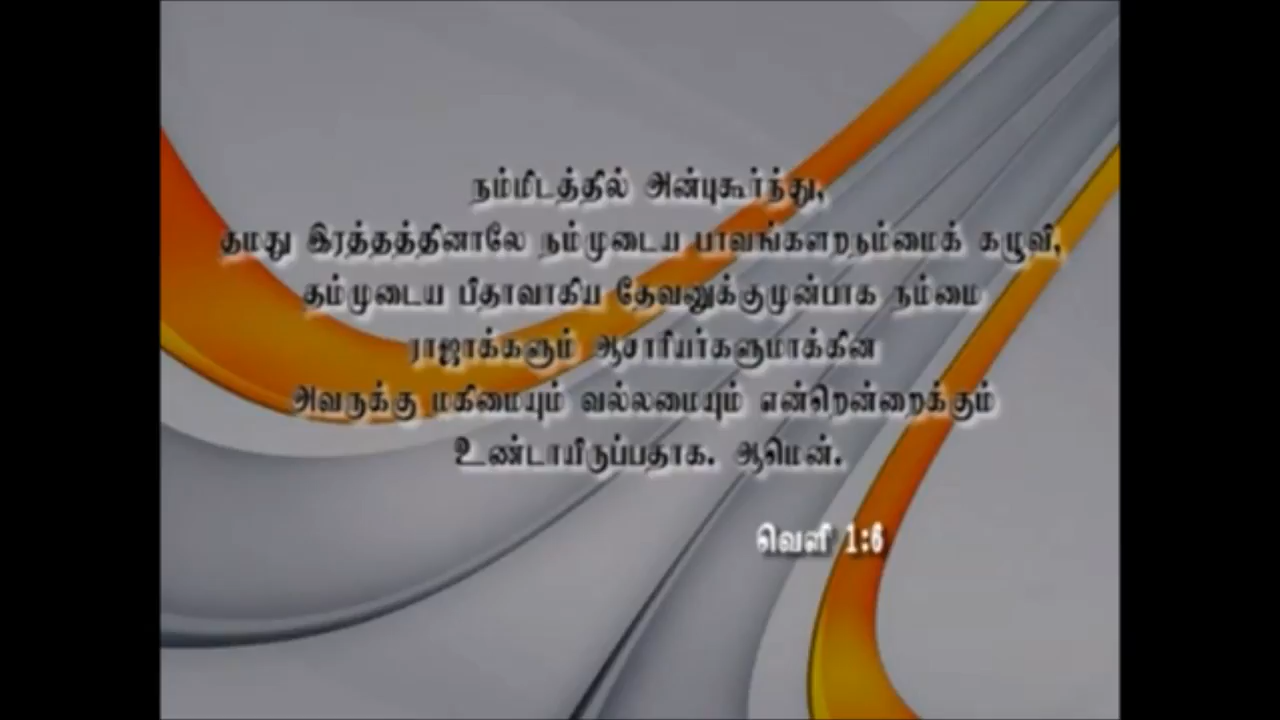 நம்மிடத்தில் அன்புகூர்ந்து,
தமது இரத்தத்தினாலே நம்முடைய பாவங்களறநம்மைக் கழுவி,
தம்முடைய பிதாவாகிய தேவனுக்குமுன்பாக நம்மை
ராஜாக்களும் ஆசாரியர்களுமாக்கின
அவருக்கு மகிமையும் வல்லமையும் என்றென்றைக்கும்
உண்டாயிருப்பதாக. ஆமென்.
வெளி 1:6